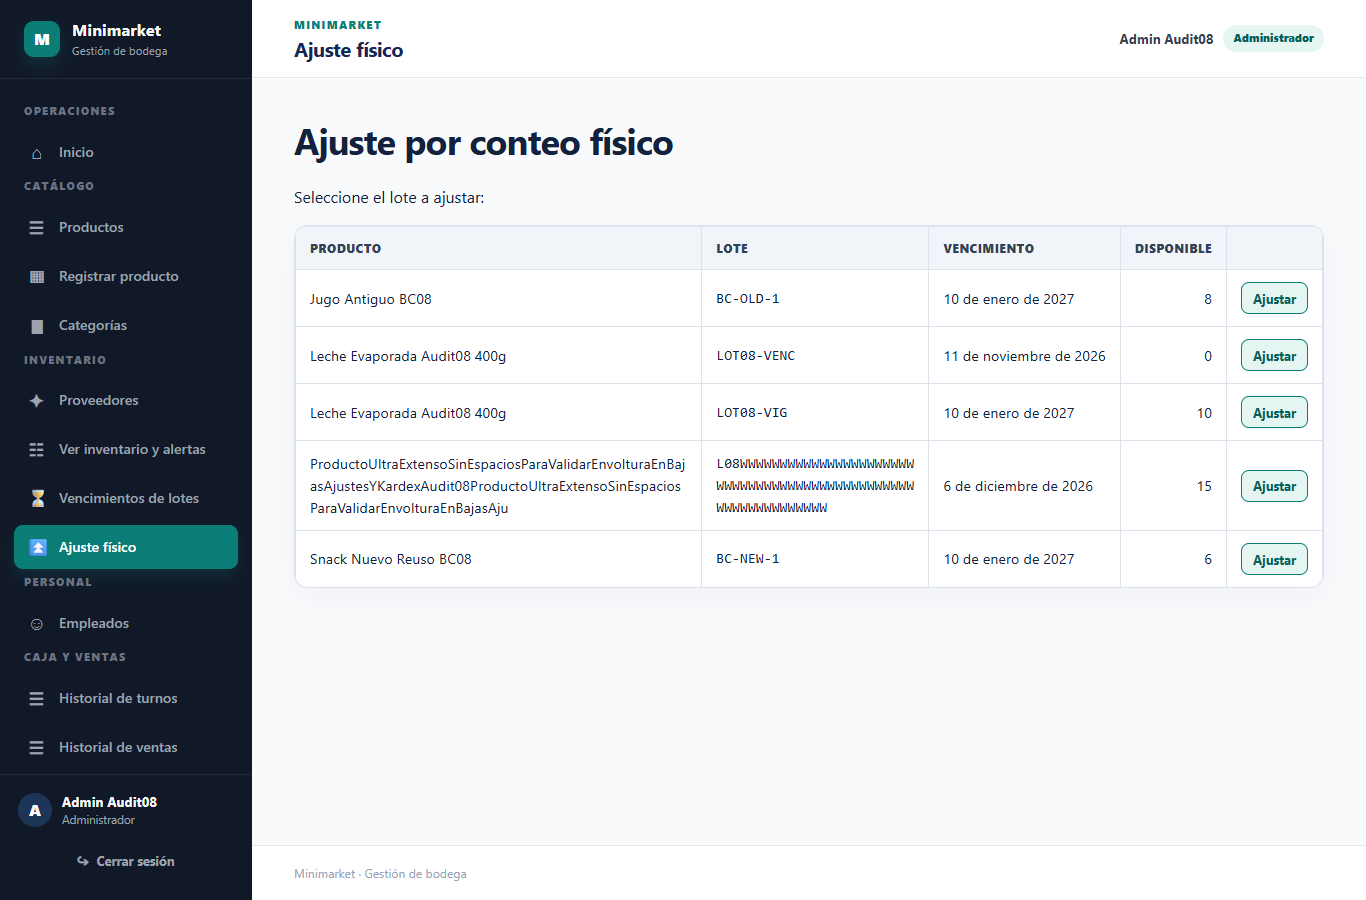 M
Minimarket
Gestión de bodega
OPERACIONES
Inicio
CATÁLOGO
Productos
Registrar producto
Categorías
INVENTARIO
Proveedores
Ver inventario y alertas
Vencimientos de lotes
Ajuste físico
PERSONAL
Empleados
CAJA Y VENTAS
Historial de turnos
Historial de ventas
A
Admin Audit08
Administrador
Cerrar sesión
MINIMARKET
Ajuste físico
Admin Audit08 Administrador
Ajuste por conteo físico
Seleccione el lote a ajustar:
PRODUCTO LOTE VENCIMIENTO DISPONIBLE
Jugo Antiguo BC08 BC-OLD-1 10 de enero de 2027 8 Ajustar
Leche Evaporada Audit08 400g LOT08-VENC 11 de noviembre de 2026 0 Ajustar
Leche Evaporada Audit08 400g LOT08-VIG 10 de enero de 2027 10 Ajustar
ProductoUltraExtensoSinEspaciosParaValidarEnvolturaEnBaj
asAjustesYKardexAudit08ProductoUltraExtensoSinEspacios
ParaValidarEnvolturaEnBajasAju
L08WWWWWWWWWWWWWWWWWWWWWW
WWWWWWWWWWWWWWWWWWWWWWWWW
WWWWWWWWWWWWWW
6 de diciembre de 2026 15 Ajustar
Snack Nuevo Reuso BC08 BC-NEW-1 10 de enero de 2027 6 Ajustar
Minimarket · Gestión de bodega